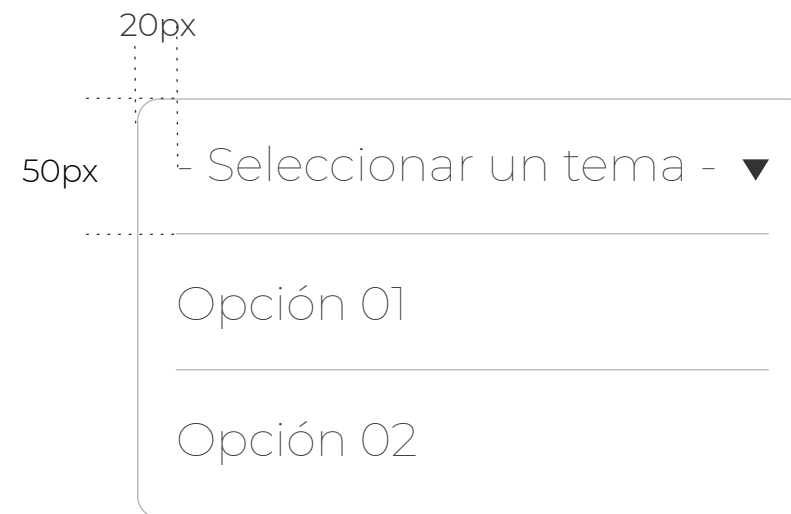 20px
50px
- Seleccionar un tema - ▼
Opción 01
Opción 02